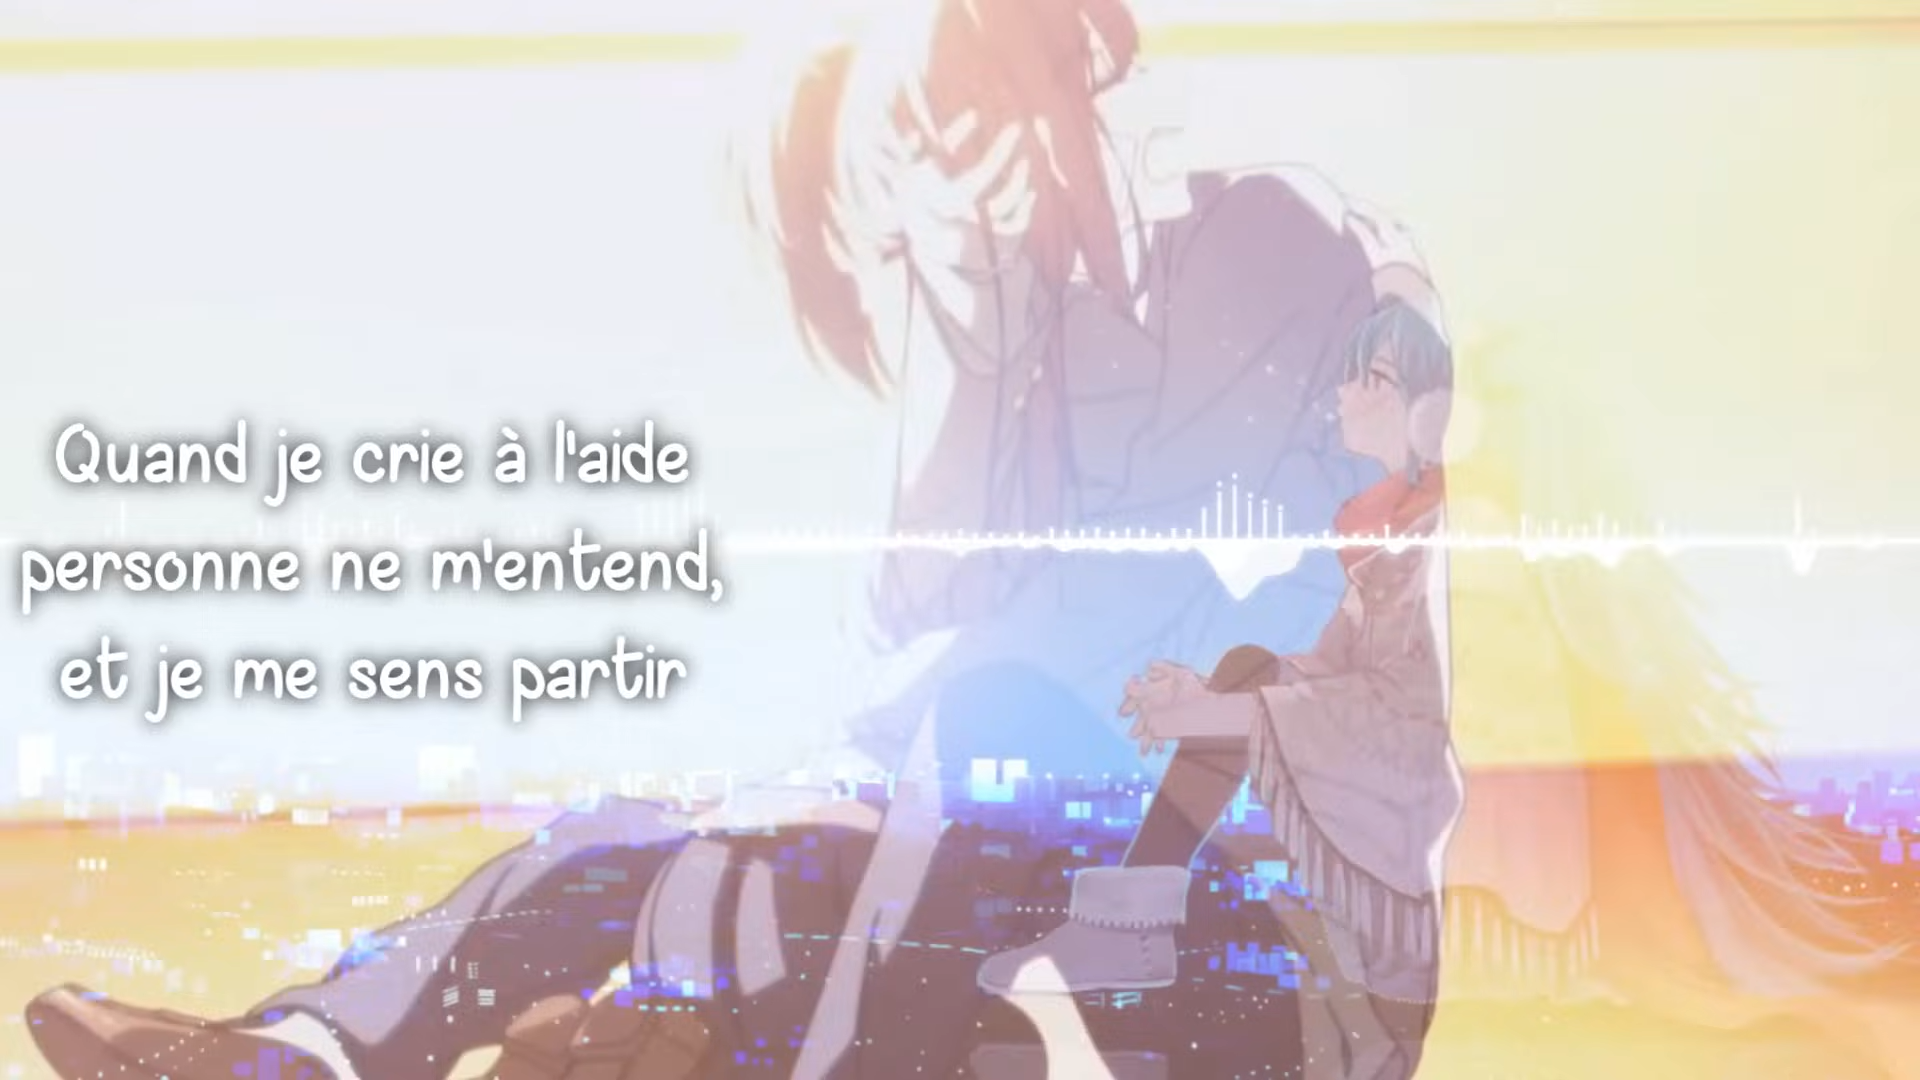 Quand je crie à l'aide
personne ne m'entend,
et je me sens partir